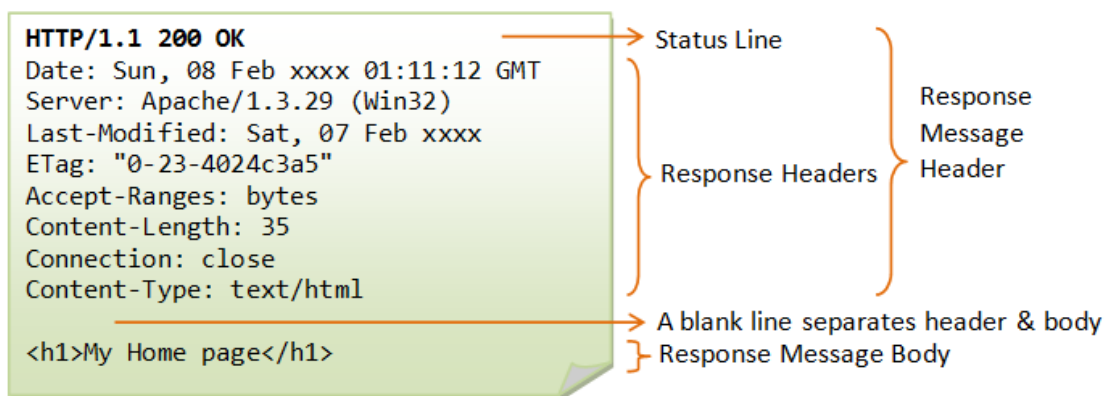 HTTP/1.1 200 OK
Date: Sun, 08 Feb xxxx 01:11:12 GMT
Server: Apache/1.3.29 (Win32)
Last-Modified: Sat, 07 Feb xxxx
ETag: "0-23-4024c3a5"
Accept-Ranges: bytes
Content-Length: 35
Connection: close
Content-Type: text/html
<h1>My Home page</h1>
Status Line
Response Headers
A blank line separates header & body
Response Message Body
Response
Message
Header